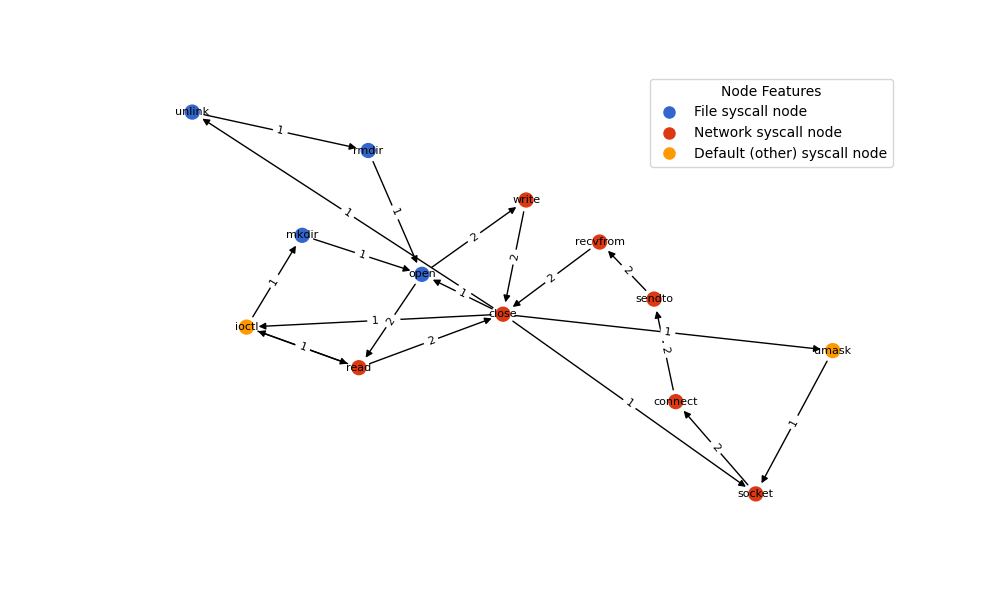 Node Features
File syscall node
Network syscall node
Default (other) syscall node
unlink
1
rmdir
1
1
write
mkdir
2
recvfrom
1
2
open
2
2
1
sendto
close
1
2
1
ioctl
1
2
2
umask
1
read
connect
1
1
2
socket